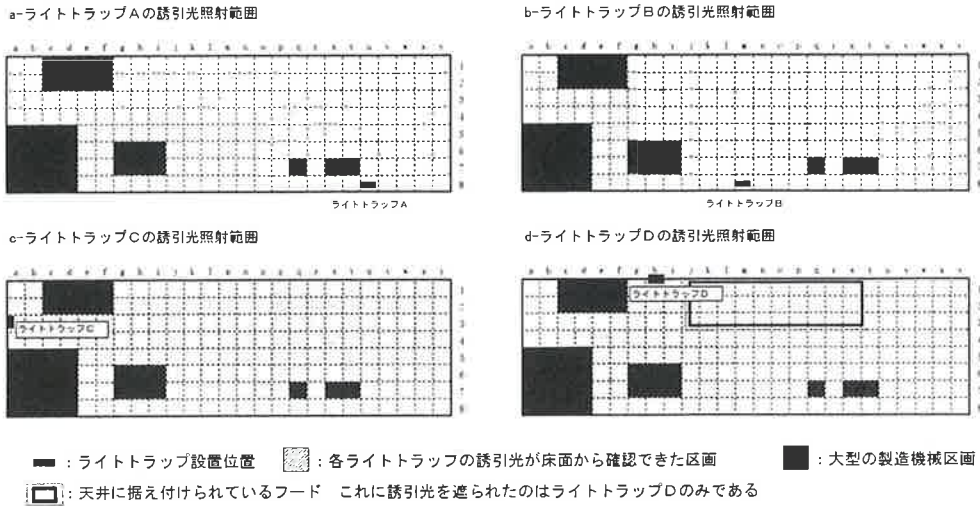 a-ライトトラップAの誘引光照射範囲
b-ライトトラップBの誘引光照射範囲
ライトトラップA
ライトトラップB
c-ライトトラップCの誘引光照射範囲
d-ライトトラップDの誘引光照射範囲
ライトトラップC
ライトトラップD
:ライトトラップ設置位置
:各ライトトラッフの誘引光が床面から確認できた区画
:大型の製造機械区画
:天井に据え付けられているフード これに誘引光を遮られたのはライトトラップDのみである